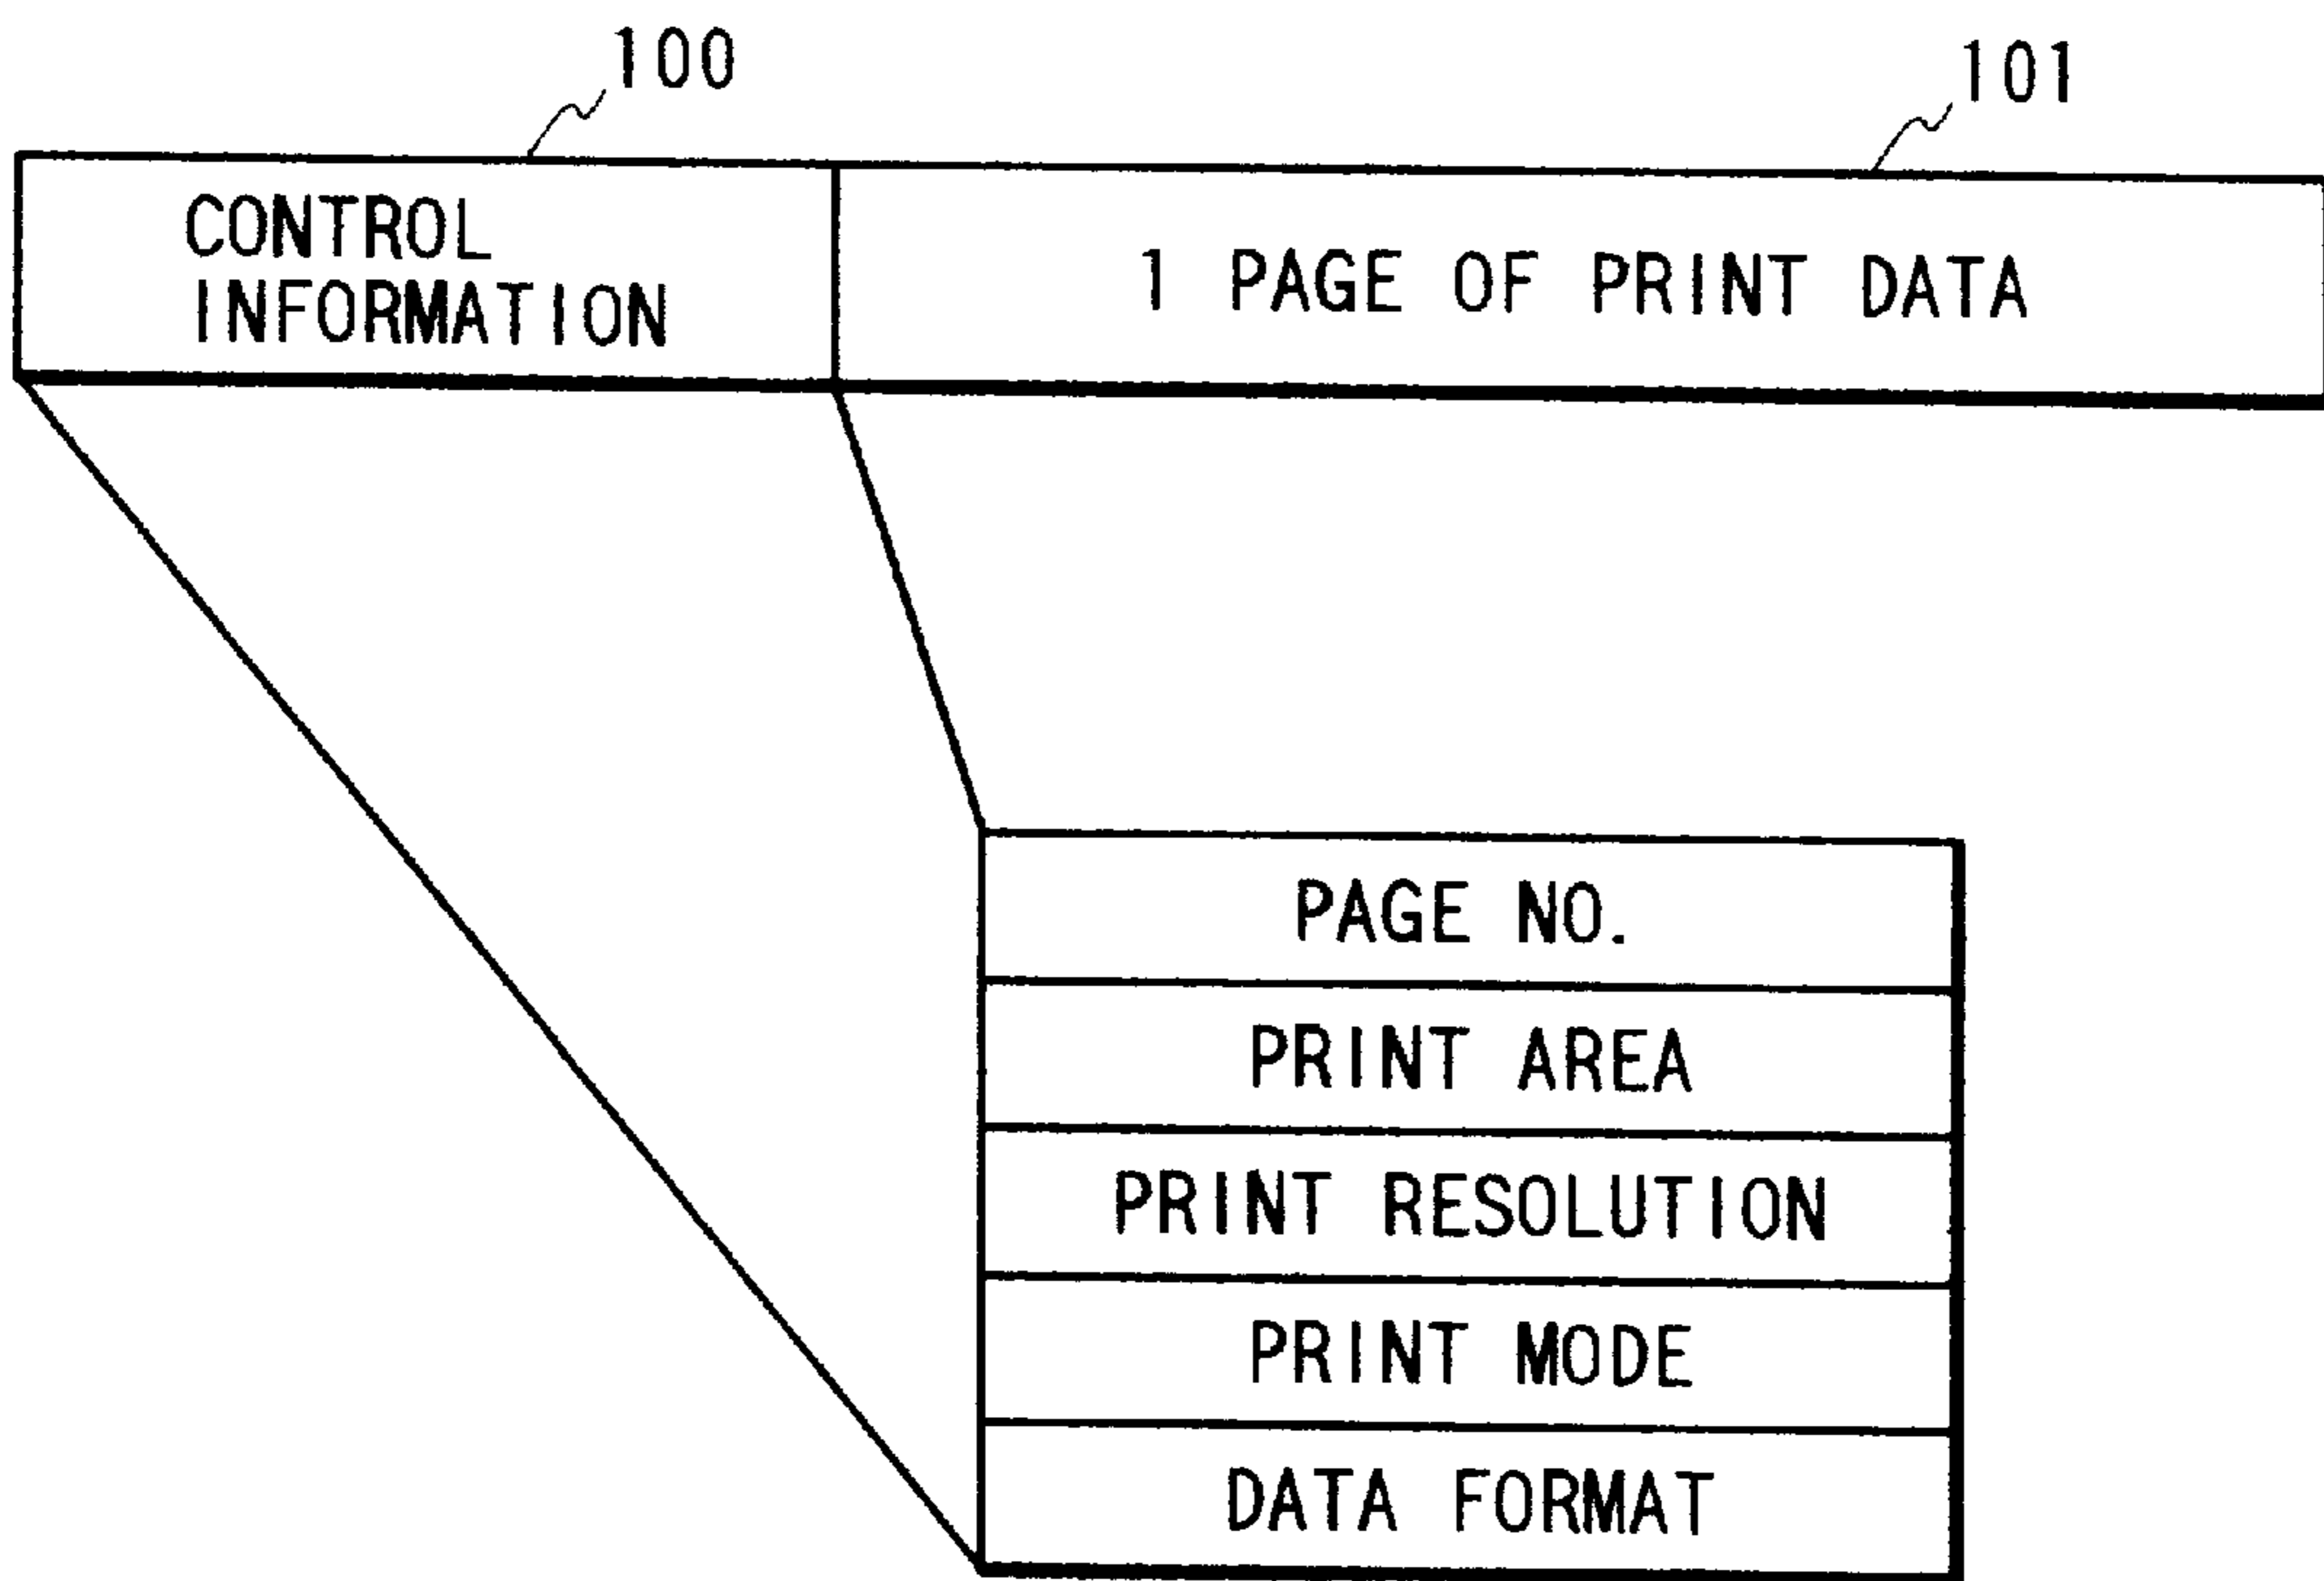 100
101
CONTROL
INFORMATION
1 PAGE OF PRINT DATA
PAGE NO.
PRINT AREA
PRINT RESOLUTION
PRINT MODE
DATA FORMAT